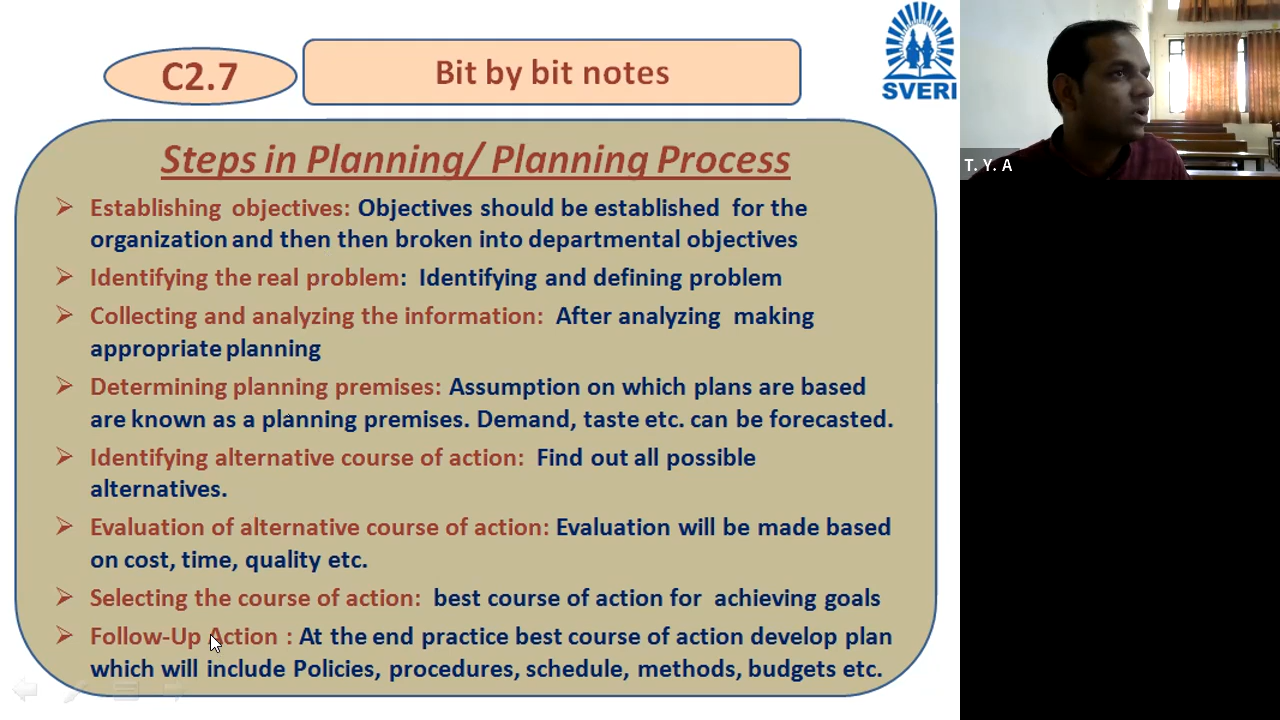 C2.7
Bit by bit notes
SVERI
T. Y. A
Steps in Planning/ Planning Process
Establishing objectives: Objectives should be established for the
organization and then then broken into departmental objectives
Identifying the real problem: Identifying and defining problem
Collecting and analyzing the information: After analyzing making
appropriate planning
Determining planning premises: Assumption on which plans are based
are known as a planning premises. Demand, taste etc. can be forecasted.
Identifying alternative course of action: Find out all possible
alternatives.
Evaluation of alternative course of action: Evaluation will be made based
on cost, time, quality etc.
Selecting the course of action: best course of action for achieving goals
Follow-Up Action : At the end practice best course of action develop plan
which will include Policies, procedures, schedule, methods, budgets etc.